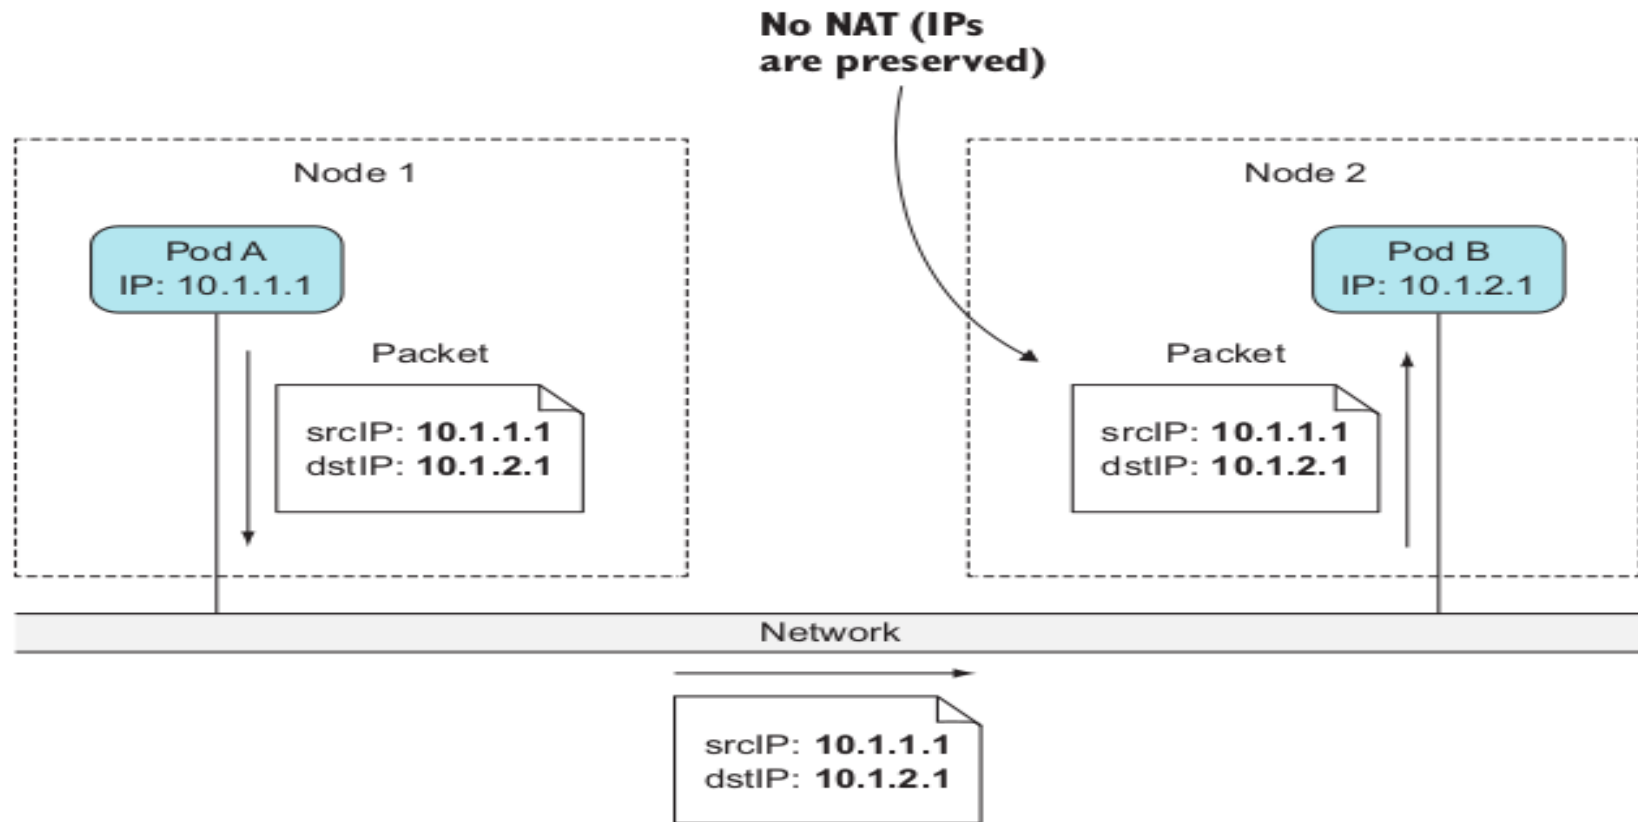 No NAT (IPs
are preserved)
Node 1
Pod A
IP: 10.1.1.1
Packet
srcIP: 10.1.1.1
dstIP: 10.1.2.1
Node 2
Pod B
IP: 10.1.2.1
Packet
srcIP: 10.1.1.1
dstIP: 10.1.2.1
Network
srcIP: 10.1.1.1
dstIP: 10.1.2.1